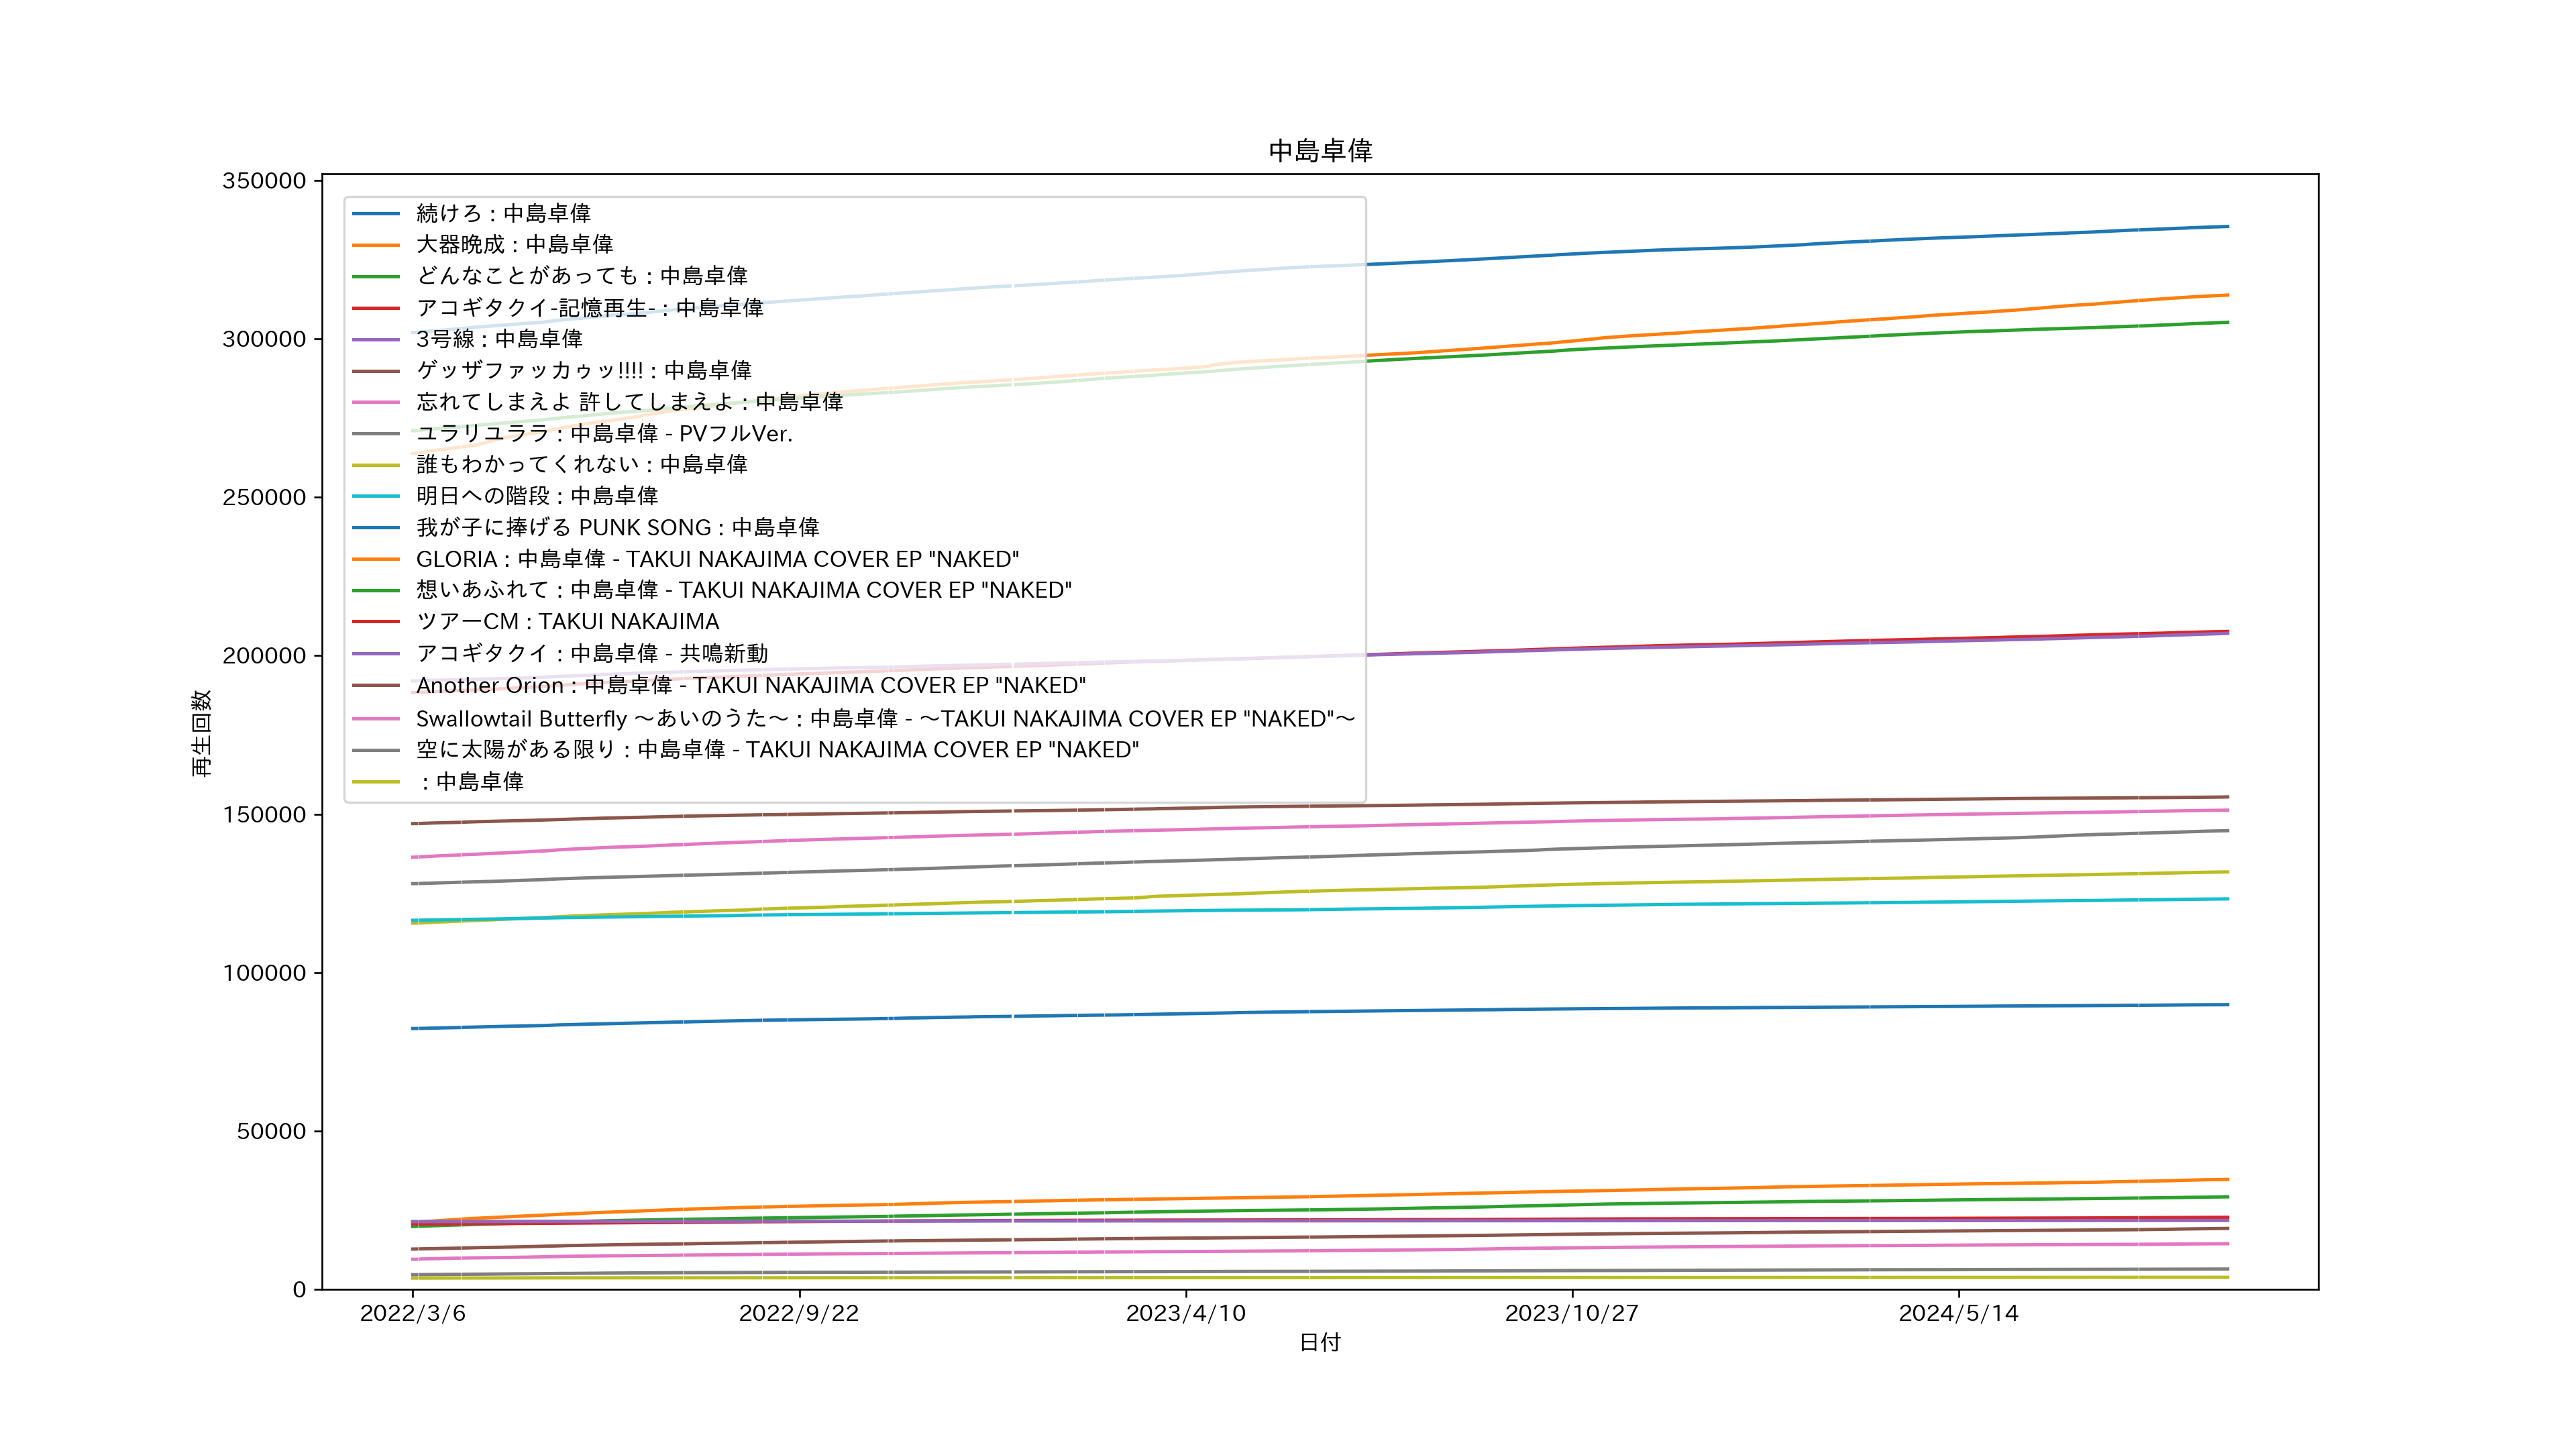 中島卓偉
350000
300000
250000
200000
150000
100000
50000
0
再生回数
続けろ : 中島卓偉
大器晩成 : 中島卓偉
どんなことがあっても : 中島卓偉
アコギタクイ-記憶再生- : 中島卓偉
3号線 : 中島卓偉
ゲッザファッカゥッ!!!! : 中島卓偉
忘れてしまえよ 許してしまえよ : 中島卓偉
ユラリユララ : 中島卓偉 - PVフルVer.
誰もわかってくれない : 中島卓偉
明日への階段 : 中島卓偉
我が子に捧げる PUNK SONG : 中島卓偉
GLORIA : 中島卓偉 - TAKUI NAKAJIMA COVER EP "NAKED"
想いあふれて : 中島卓偉 - TAKUI NAKAJIMA COVER EP "NAKED"
ツアーCM : TAKUI NAKAJIMA
アコギタクイ : 中島卓偉 - 共鳴新動
Another Orion : 中島卓偉 - TAKUI NAKAJIMA COVER EP "NAKED"
Swallowtail Butterfly 〜あいのうた〜 : 中島卓偉 - 〜TAKUI NAKAJIMA COVER EP "NAKED"〜
空に太陽がある限り : 中島卓偉 - TAKUI NAKAJIMA COVER EP "NAKED"
: 中島卓偉
2022/3/6
2022/9/22
2023/4/10
2023/10/27
2024/5/14
日付